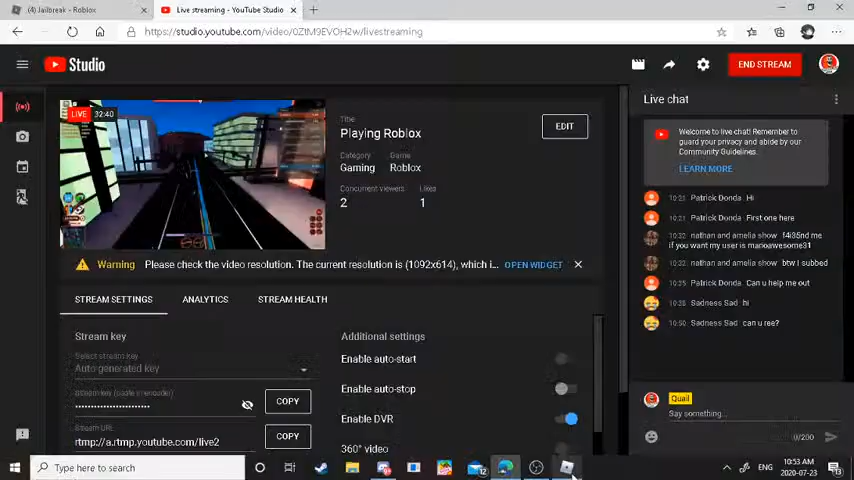 (4) Jailbreak - Roblox
Live streaming - YouTube Studio
https://studio.youtube.com/video/0ZtM9EVOH2w/livestreaming
Studio
END STREAM
LIVE 32:40
Title
Playing Roblox
EDIT
Category
Game
Gaming
Roblox
Concurrent viewers
Likes
2
1
Warning
Please check the video resolution. The current resolution is (1092x614), which i...
OPEN WIDGET
STREAM SETTINGS
ANALYTICS
STREAM HEALTH
Stream key
Select stream key
Auto generated key
Stream key (paste in encoder)
COPY
Stream URL
rtmp://a.rtmp.youtube.com/live2
COPY
Additional settings
Enable auto-start
Enable auto-stop
Enable DVR
360° video
Live chat
Welcome to live chat! Remember to
guard your privacy and abide by our
Community Guidelines.
LEARN MORE
10:21 Patrick Donda Hi
10:21 Patrick Donda First one here
10:32 nathan and amelia show f4i35nd me
if you want my user is manoawesome31
10:32 nathan and amelia show btw I subbed
10:35 Patrick Donda Can u help me out
10:38 Sadness Sad hi
10:50 Sadness Sad can u ree?
Quail
Say something...
0/200
Type here to search
12
ENG
10:53 AM
2020-07-23
13